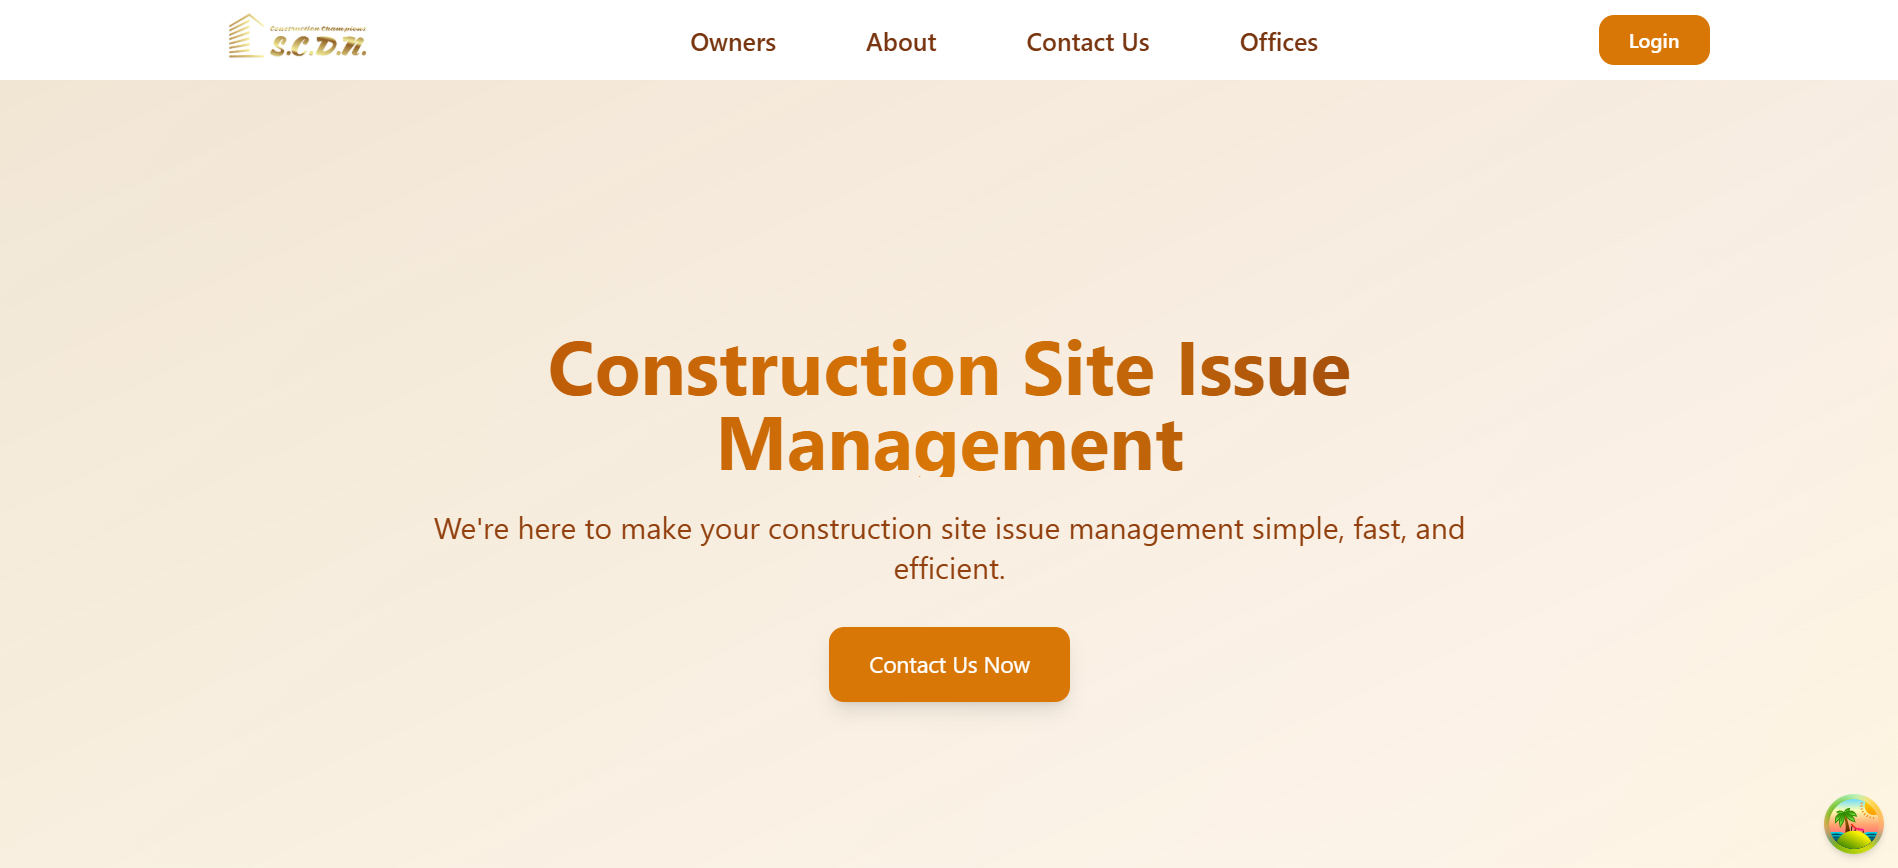 Construction Champions
S.C.D.N.
Owners
About
Contact Us
Offices
Login
Construction Site Issue
Management
We're here to make your construction site issue management simple, fast, and
efficient.
Contact Us Now